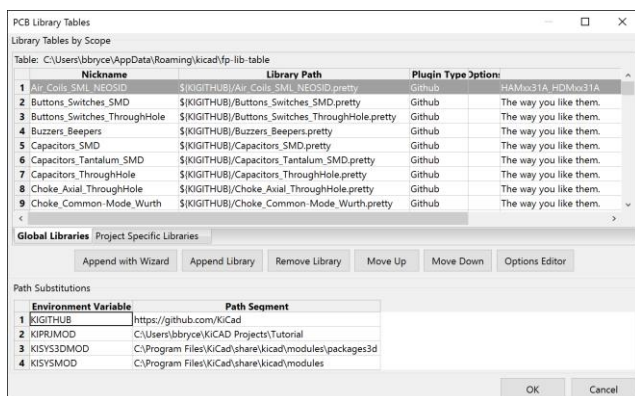 PCB Library Tables
Library Tables by Scope
Table: C:\Users\bbryce\AppData\Roaming\kicad\fp-lib-table
Nickname Library Path Plugin Type Option:
1 Air_Coils_SML_NEOSID $(KIGITHUB)/Air_Coils_SML_NEOSID.pretty Github HAMxx31A_HDMxx31A
2 Buttons_Switches_SMD $(KIGITHUB)/Buttons_Switches_SMD.pretty Github The way you like them.
3 Buttons_Switches_ThroughHole $(KIGITHUB)/Buttons_Switches_ThroughHole.pretty Github The way you like them.
4 Buzzers_Beepers $(KIGITHUB)/Buzzers_Beepers.pretty Github The way you like them.
5 Capacitors_SMD $(KIGITHUB)/Capacitors_SMD.pretty Github The way you like them.
6 Capacitors_Tantalum_SMD $(KIGITHUB)/Capacitors_Tantalum_SMD.pretty Github The way you like them.
7 Capacitors_ThroughHole $(KIGITHUB)/Capacitors_ThroughHole.pretty Github The way you like them.
8 Choke_Axial_ThroughHole $(KIGITHUB)/Choke_Axial_ThroughHole.pretty Github The way you like them.
9 Choke_Common-Mode_Wurth $(KIGITHUB)/Choke_Common-Mode_Wurth.pretty Github The way you like them.
Global Libraries Project Specific Libraries
Append with Wizard Append Library Remove Library Move Up Move Down Options Editor
Path Substitutions
Environment Variable Path Segment
1 KIGITHUB https://github.com/KiCad
2 KIPRJMOD C:\Users\bbryce\KiCAD Projects\Tutorial
3 KISYS3DMOD C:\Program Files\KiCad\share\kicad\modules\packages3d
4 KISYSMOD C:\Program Files\KiCad\share\kicad\modules
OK Cancel